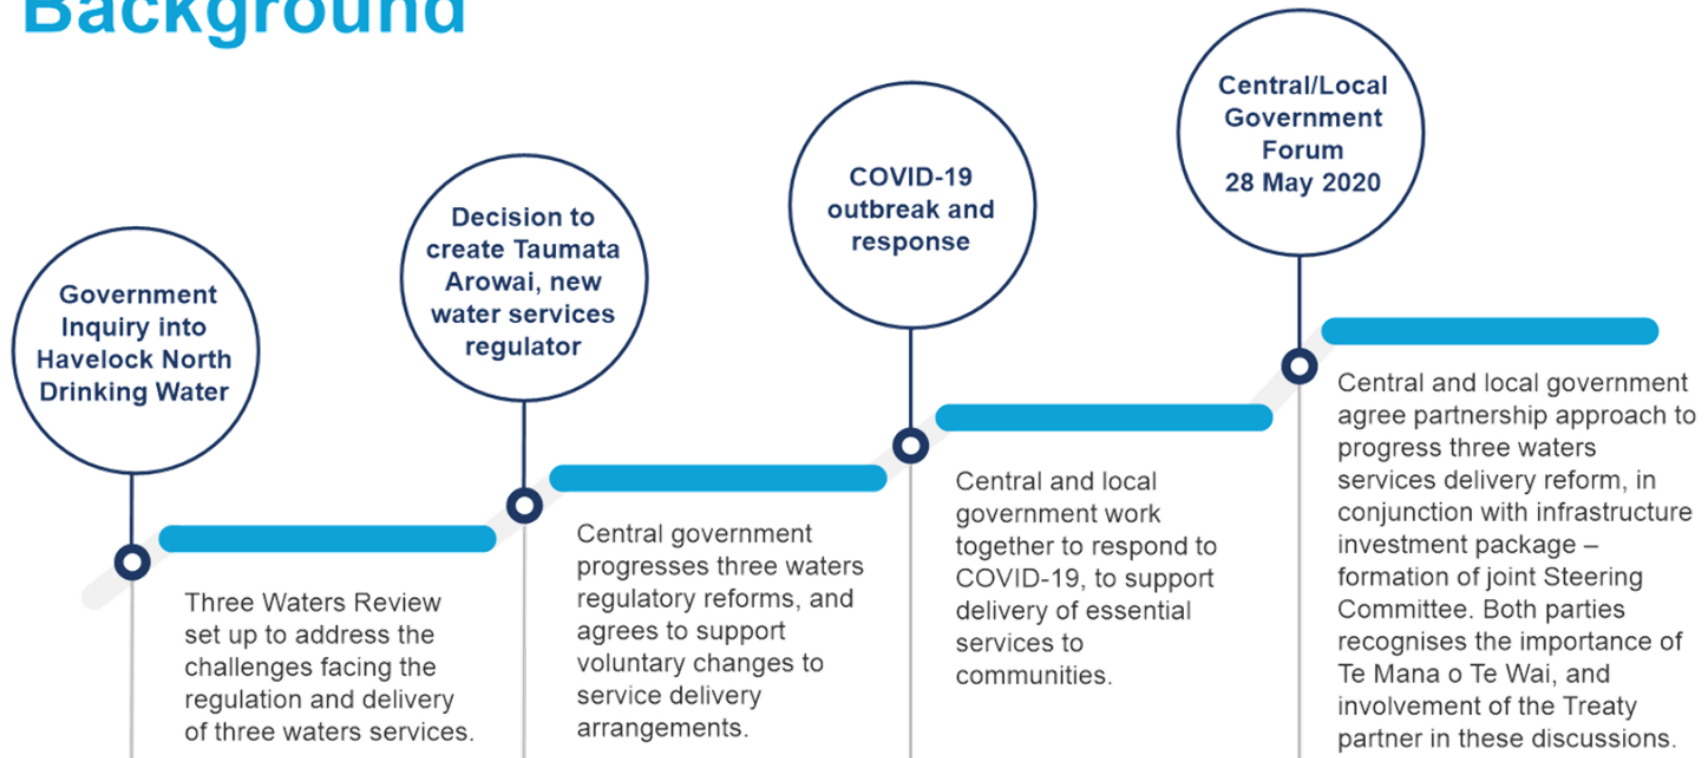 Background
Government
Inquiry into
Havelock North
Drinking Water
Three Waters Review
set up to address the
challenges facing the
regulation and delivery
of three waters services.
Decision to
create Taumata
Arowai, new
water services
regulator
Central government
progresses three waters
regulatory reforms, and
agrees to support
voluntary changes to
service delivery
arrangements.
COVID-19
outbreak and
response
Central and local
government work
together to respond to
COVID-19, to support
delivery of essential
services to
communities.
Central/Local
Government
Forum
28 May 2020
Central and local government
agree partnership approach to
progress three waters
services delivery reform, in
conjunction with infrastructure
investment package –
formation of joint Steering
Committee. Both parties
recognises the importance of
Te Mana o Te Wai, and
involvement of the Treaty
partner in these discussions.